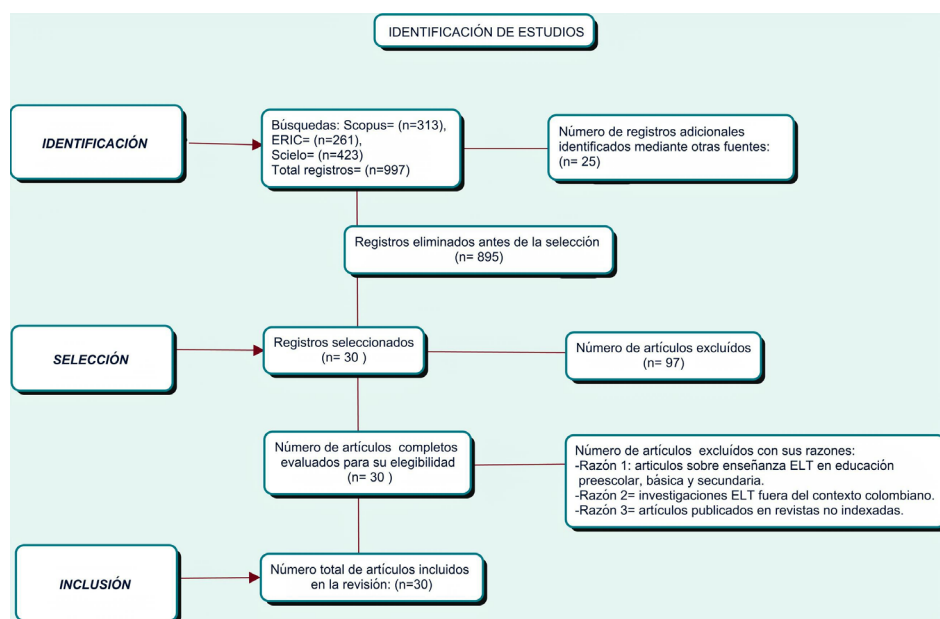 IDENTIFICACIÓN DE ESTUDIOS
IDENTIFICACIÓN
Búsquedas: Scopus= (n=313),
ERIC= (n=261),
Scielo= (n=423)
Total registros= (n=997)
Número de registros adicionales
identificados mediante otras fuentes:
(n= 25)
Registros eliminados antes de la selección
(n= 895)
SELECCIÓN
Registros seleccionados
(n= 30 )
Número de artículos excluídos
(n= 97)
Número de artículos completos
evaluados para su elegibilidad
(n= 30 )
Número de artículos excluídos con sus razones:
-Razón 1: articulos sobre enseñanza ELT en educación
preescolar, básica y secundaria.
-Razón 2= investigaciones ELT fuera del contexto colombiano.
-Razón 3= artículos publicados en revistas no indexadas.
INCLUSIÓN
Número total de artículos incluidos
en la revisión: (n=30)